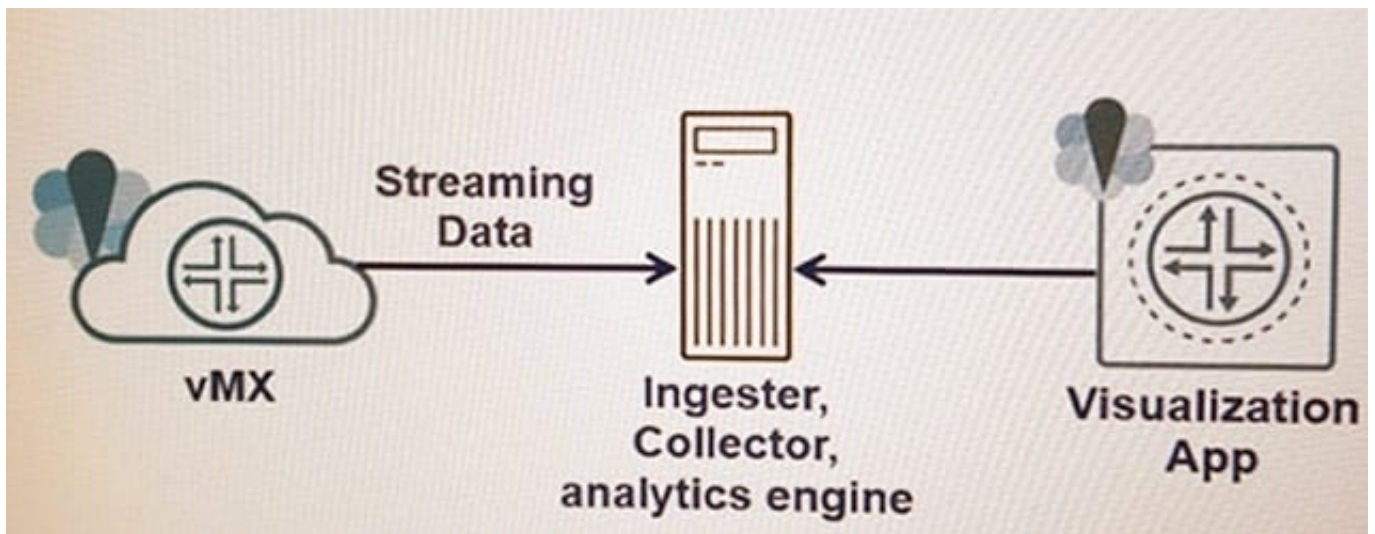 Streaming
Data
vMX
Ingester,
Collector,
analytics engine
Visualization
App